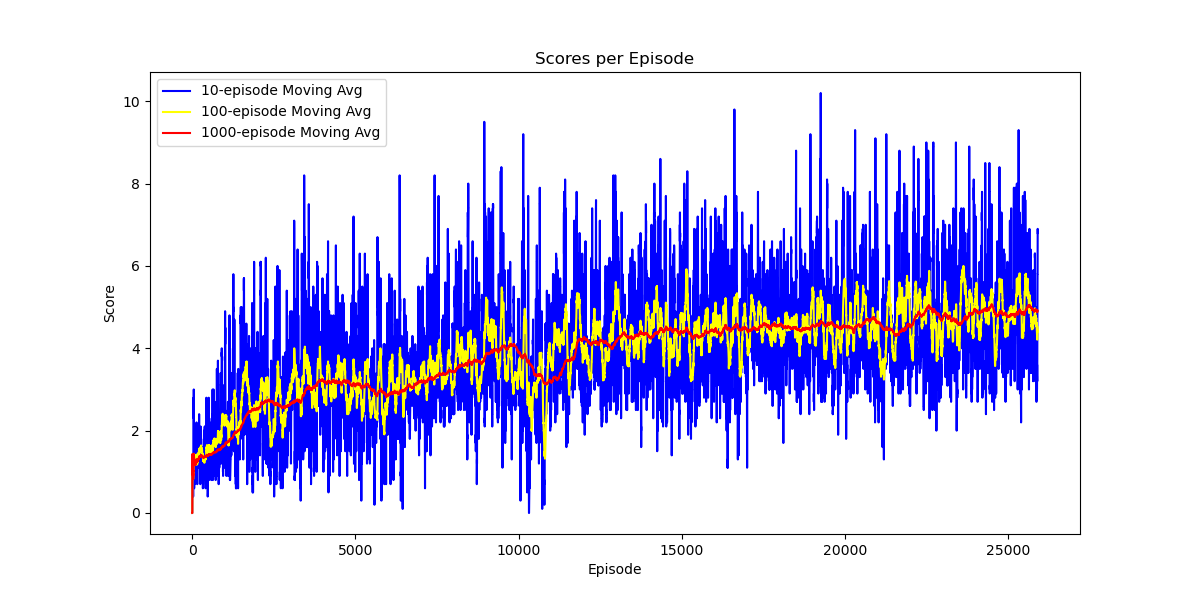 Scores per Episode
10-episode Moving Avg
100-episode Moving Avg
1000-episode Moving Avg
10
8
6
4
2
0
Score
0 5000 10000 15000 20000 25000
Episode